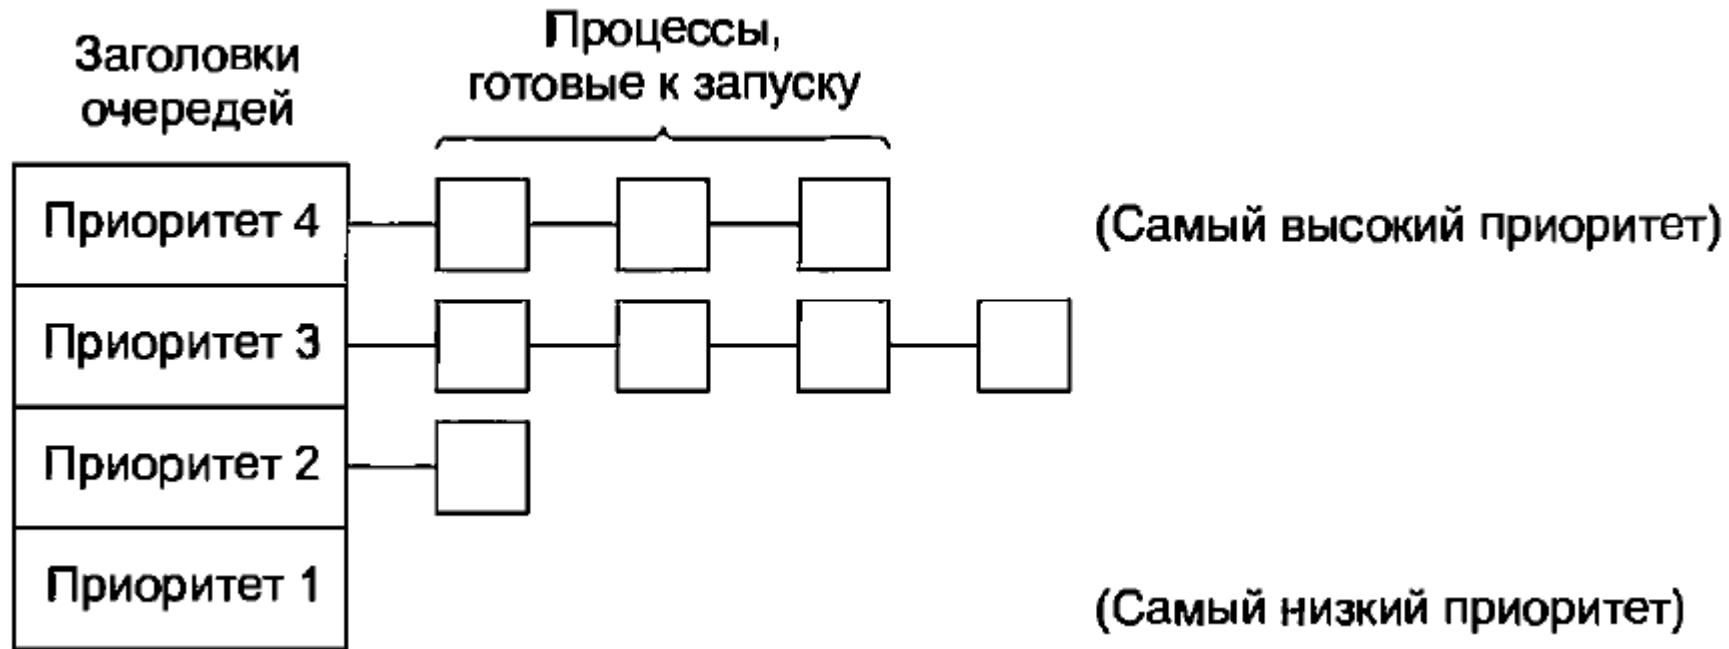 Заголовки
очередей
Процессы,
готовые к запуску
Приоритет 4
(Самый высокий приоритет)
Приоритет 3
Приоритет 2
Приоритет 1
(Самый низкий приоритет)